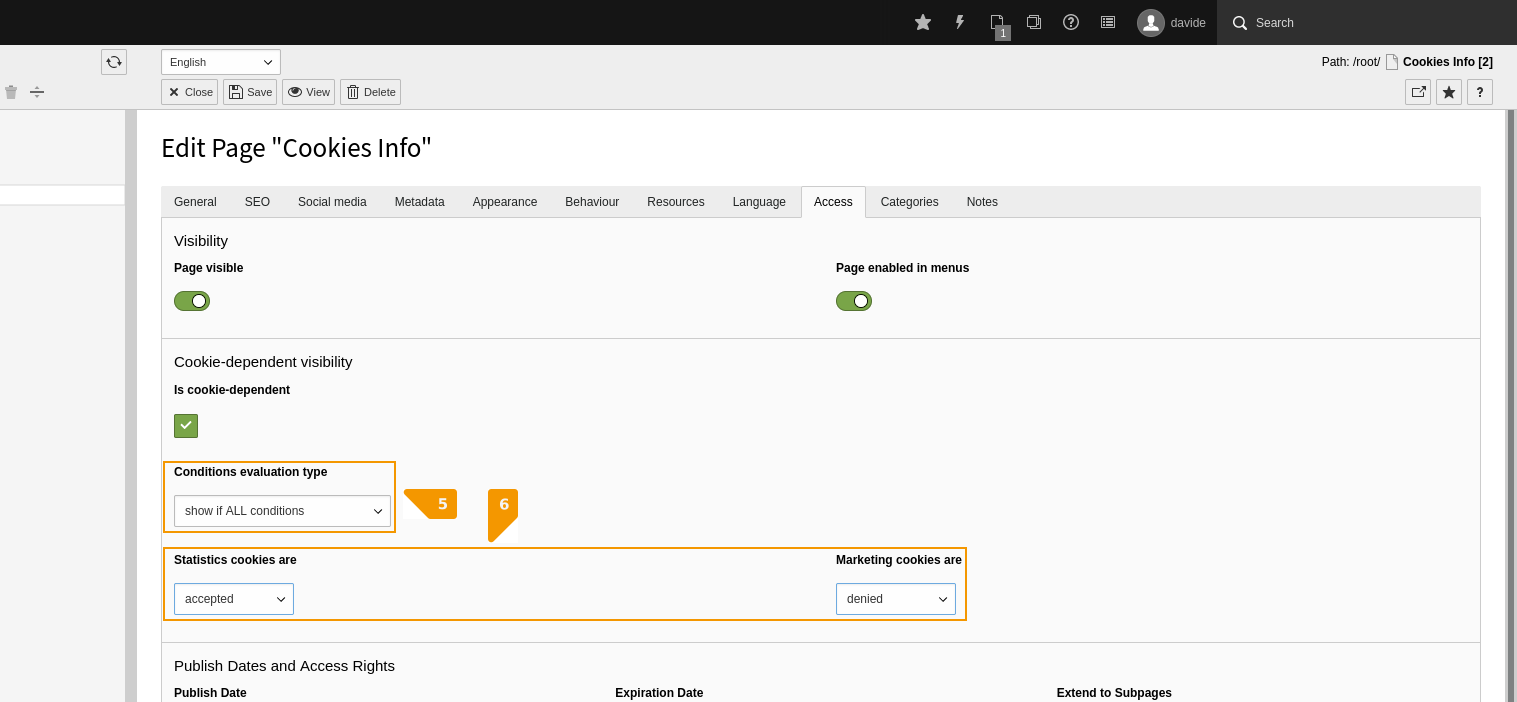 1
davide
Search
English
Path: /root/ Cookies Info [2]
Close Save View Delete ?
Edit Page "Cookies Info"
General SEO Social media Metadata Appearance Behaviour Resources Language Access Categories Notes
Visibility
Page visible Page enabled in menus
Cookie-dependent visibility
Is cookie-dependent
Conditions evaluation type
show if ALL conditions 5 6
Statistics cookies are Marketing cookies are
accepted denied
Publish Dates and Access Rights
Publish Date Expiration Date Extend to Subpages